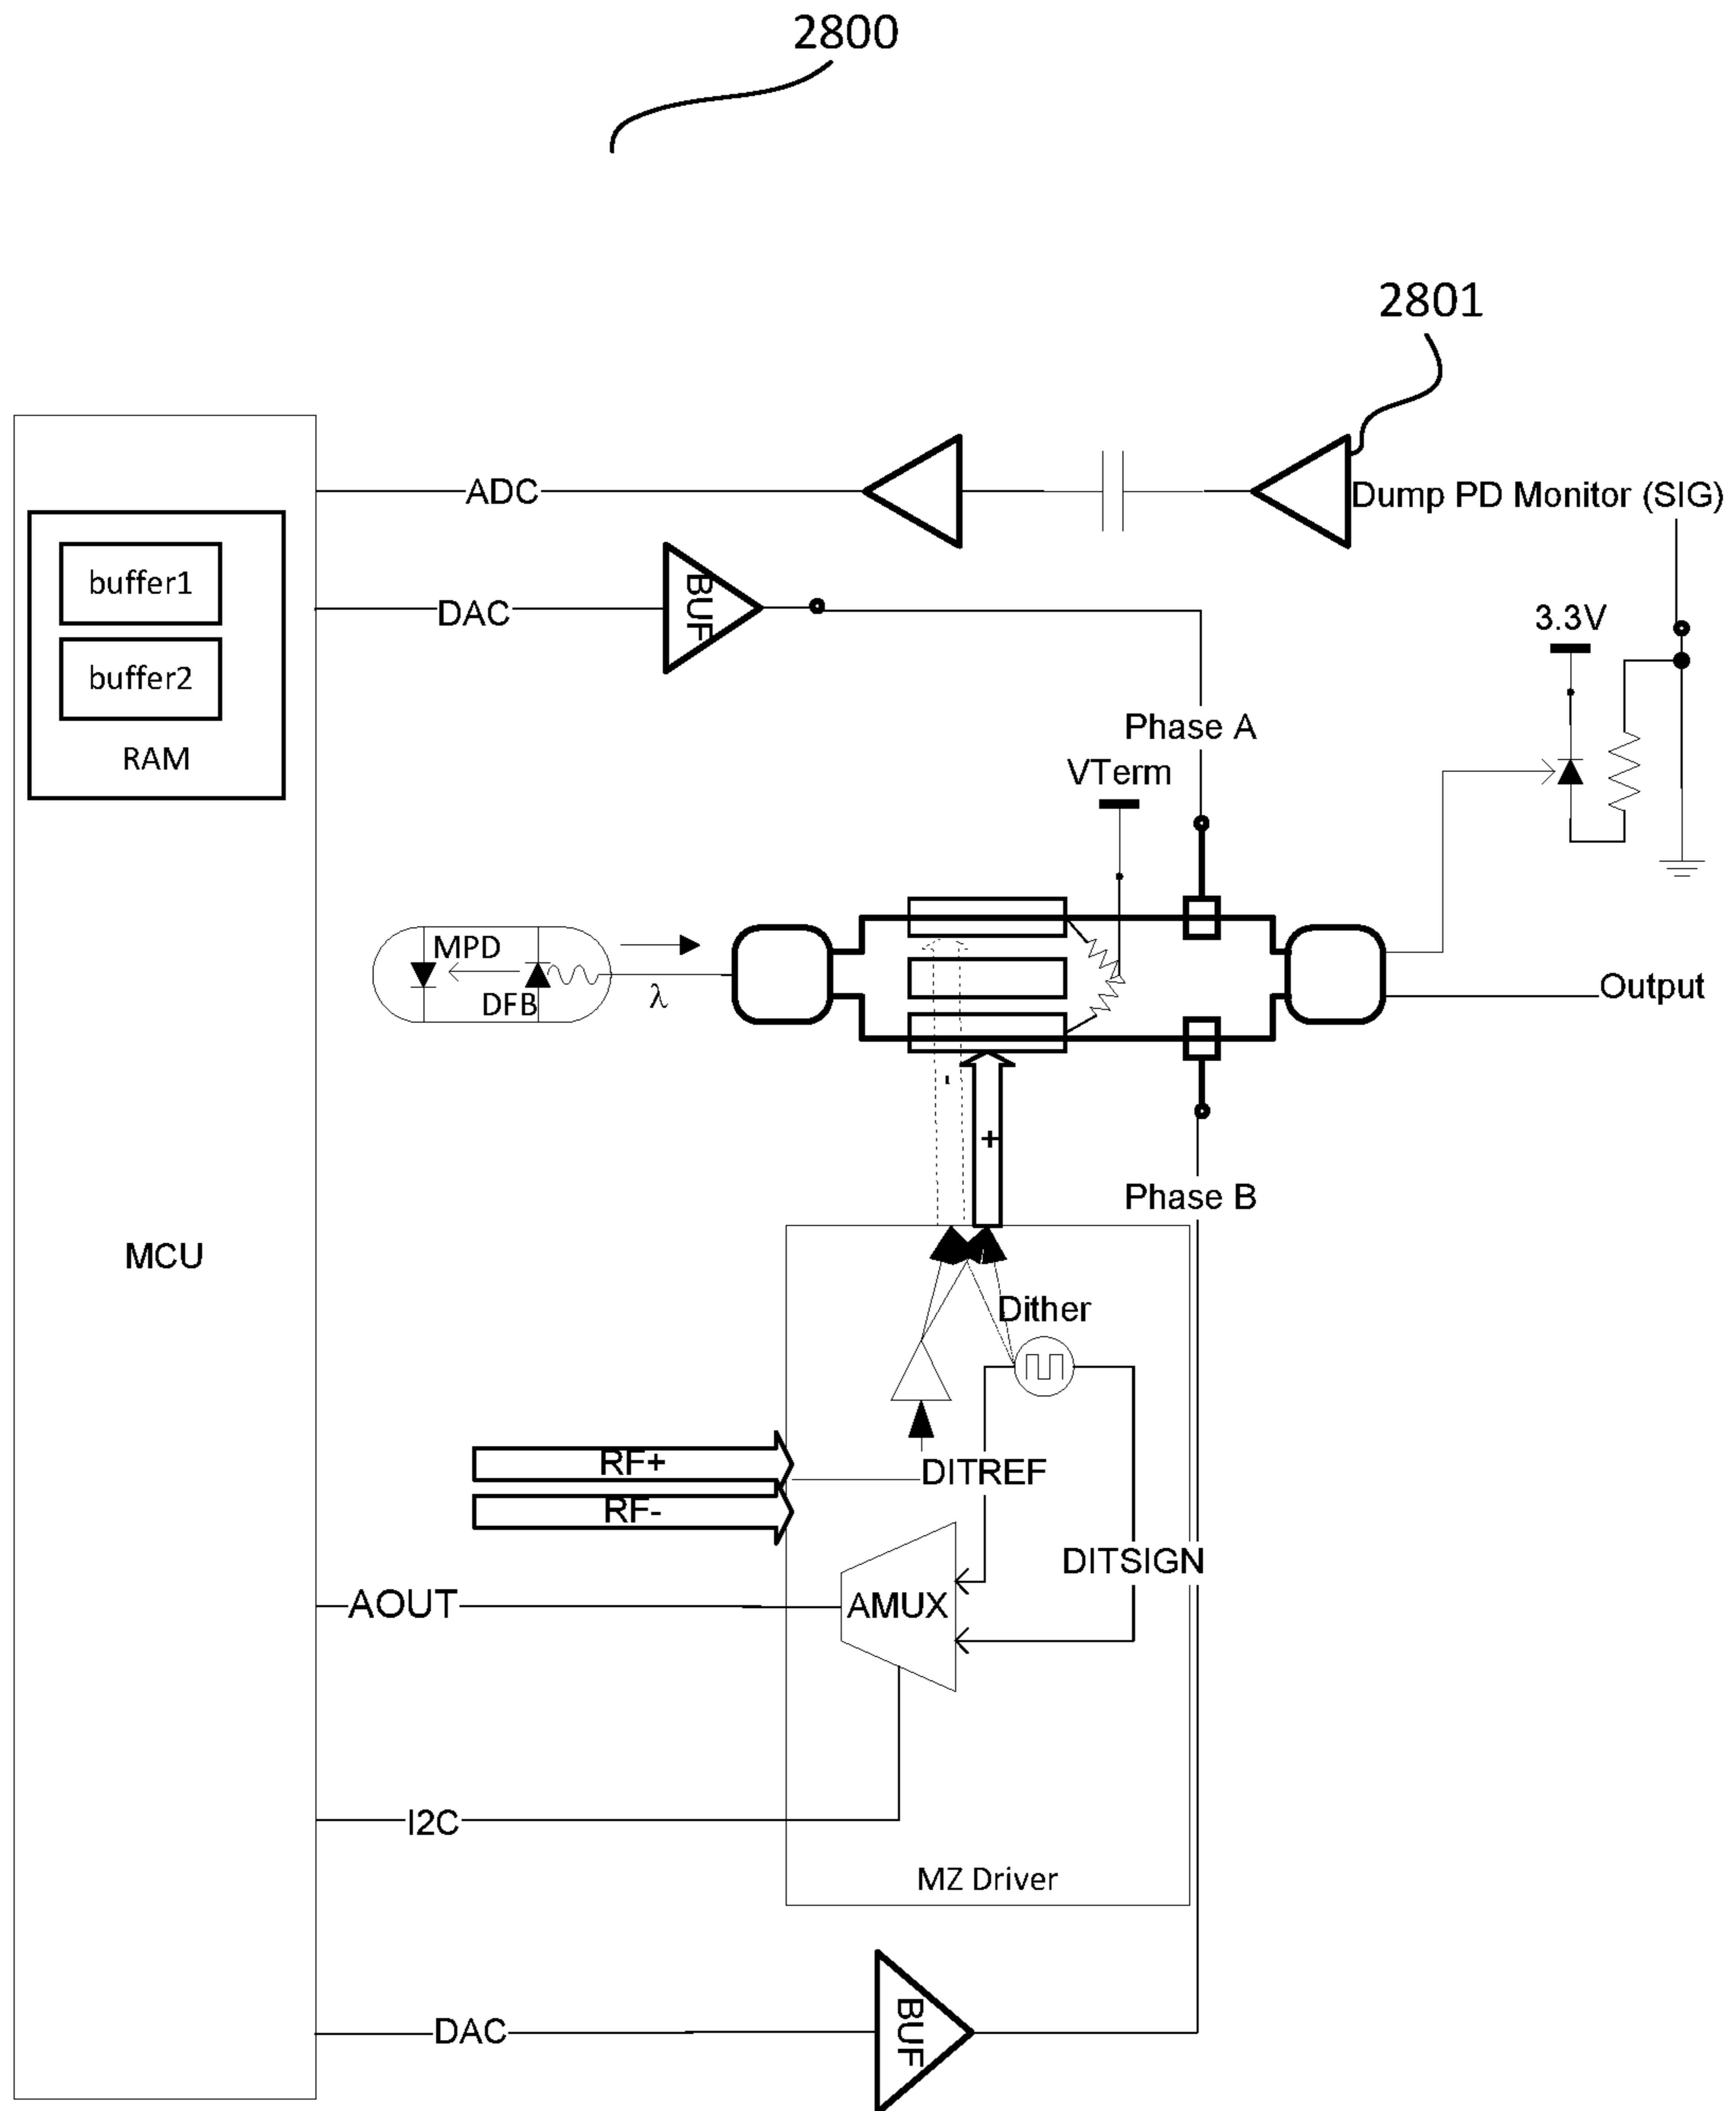 2800
2801
ADC
Dump PD Monitor (SIG)
buffer1
DAC
BUF
3.3V
buffer2
RAM
Phase A
VTerm
MPD
DFB
λ
Output
-
+
Phase B
MCU
Dither
RF+
DITREF
RF-
DITSIGN
AOUT
AMUX
I2C
MZ Driver
DAC
BUF